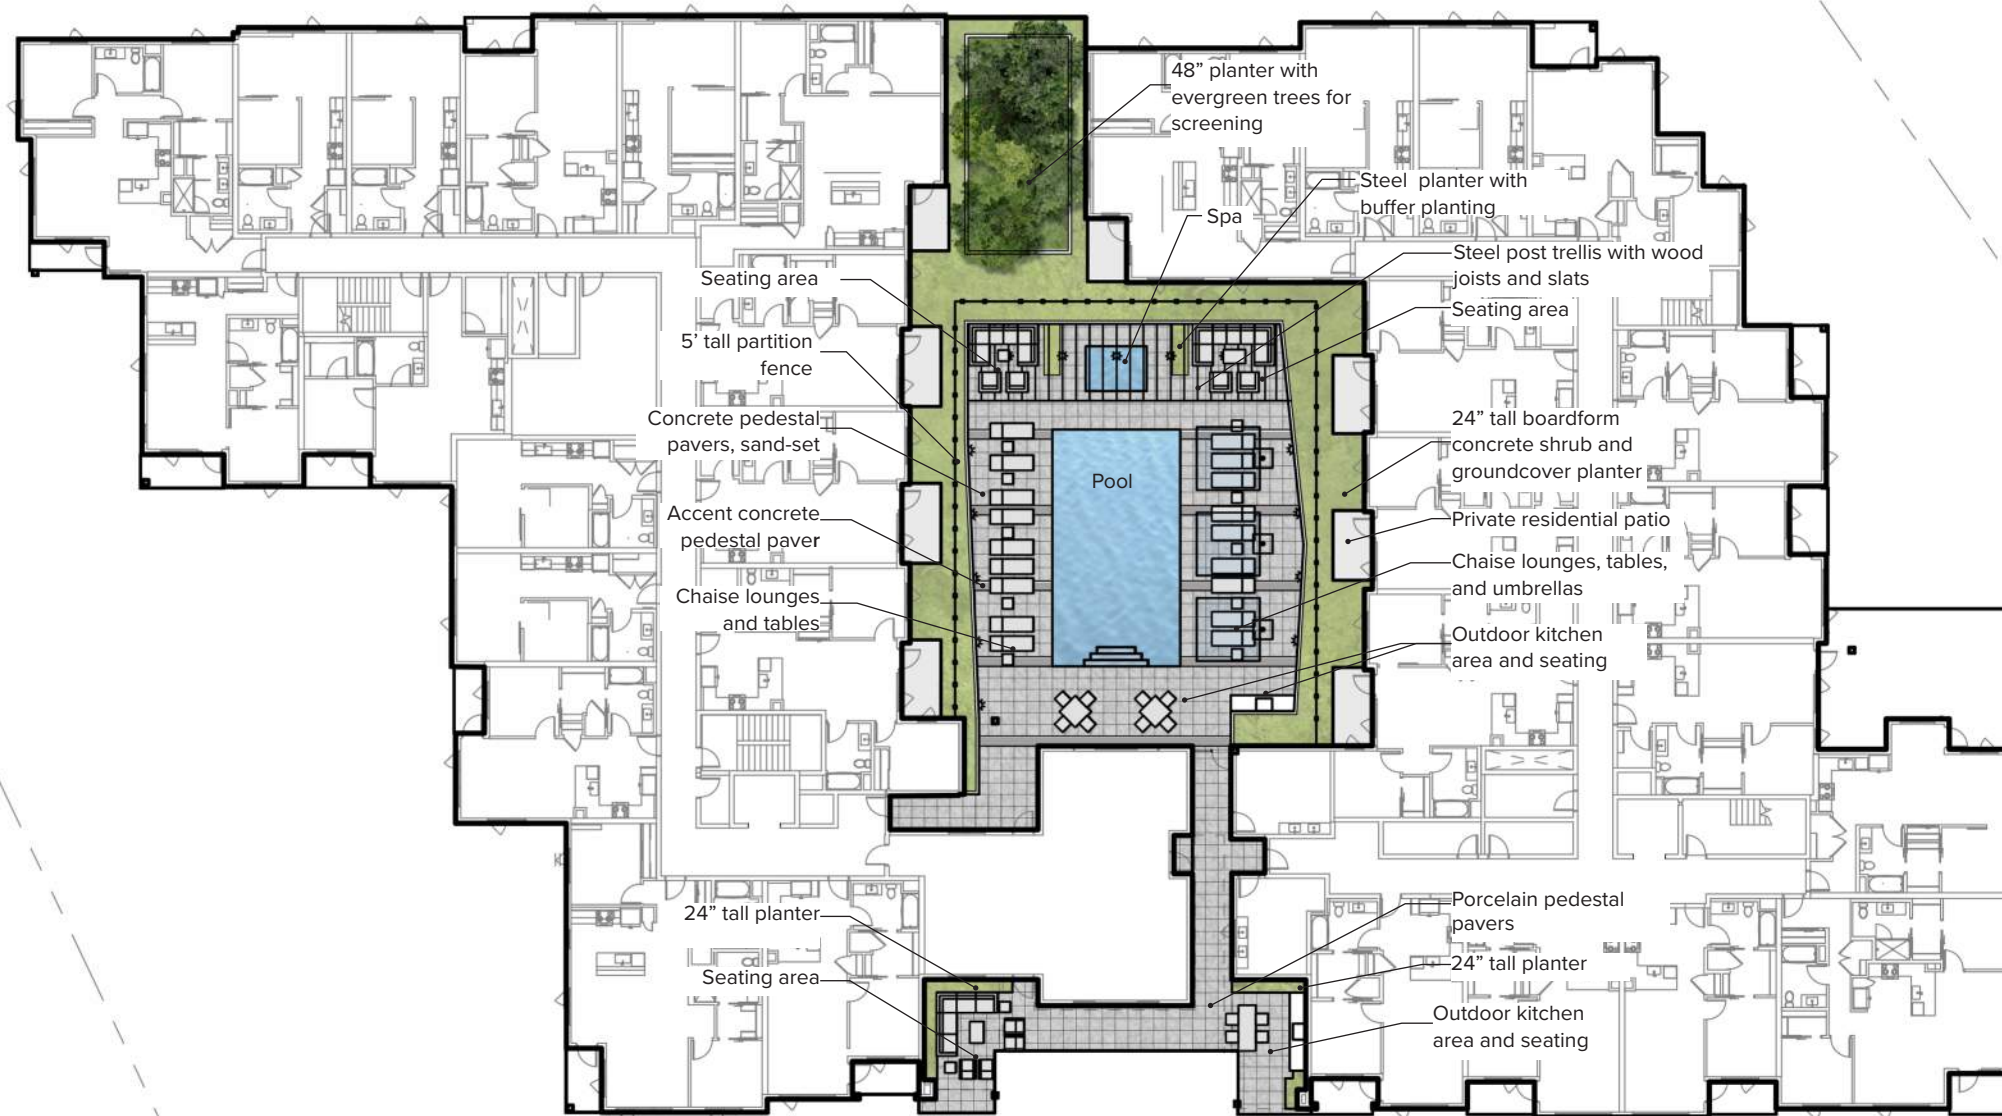 48” planter with
evergreen trees for
screening
Steel planter with
buffer planting
Spa
Steel post trellis with wood
joists and slats
Seating area
Seating area
5’ tall partition
fence
Concrete pedestal
pavers, sand-set
Accent concrete
pedestal paver
Chaise lounges
and tables
Pool
24” tall boardform
concrete shrub and
groundcover planter
Private residential patio
Chaise lounges, tables,
and umbrellas
Outdoor kitchen
area and seating
24” tall planter
Seating area
Porcelain pedestal
pavers
24” tall planter
Outdoor kitchen
area and seating